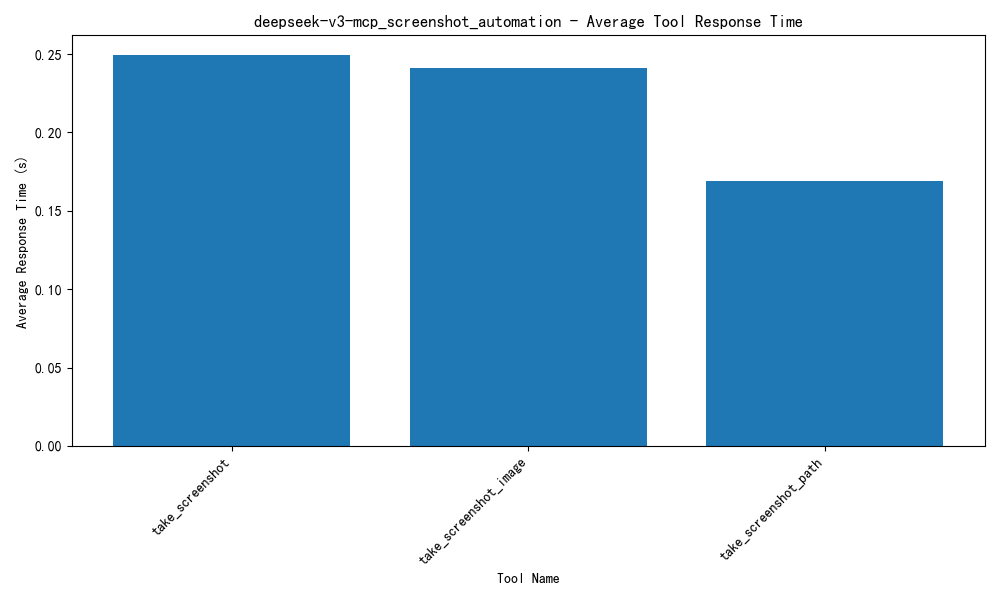 deepseek-v3-mcp_screenshot_automation - Average Tool Response Time
Average Response Time (s)
0.25
0.20
0.15
0.10
0.05
0.00
take_screenshot
take_screenshot_image
take_screenshot_path
Tool Name